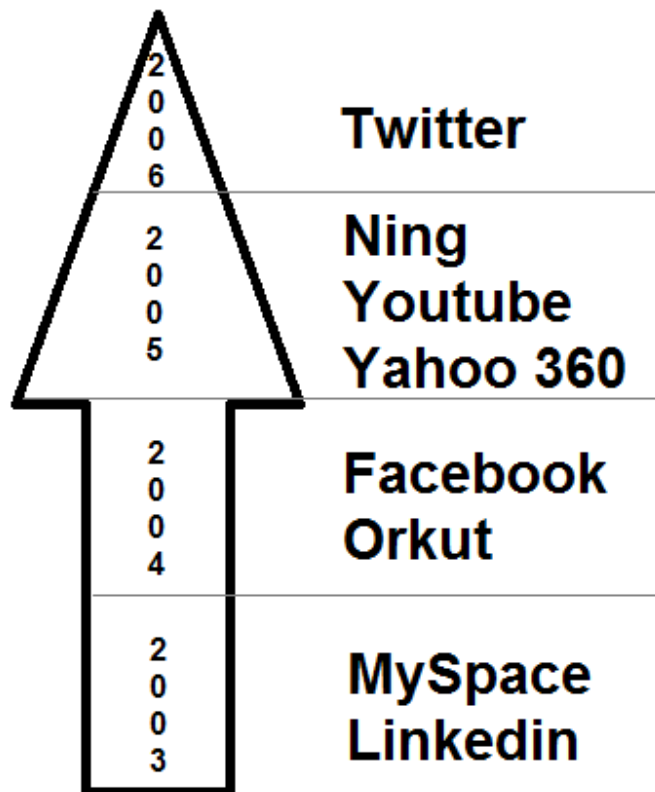 2006
Twitter
2005
Ning
Youtube
Yahoo 360
2004
Facebook
Orkut
2003
MySpace
Linkedin